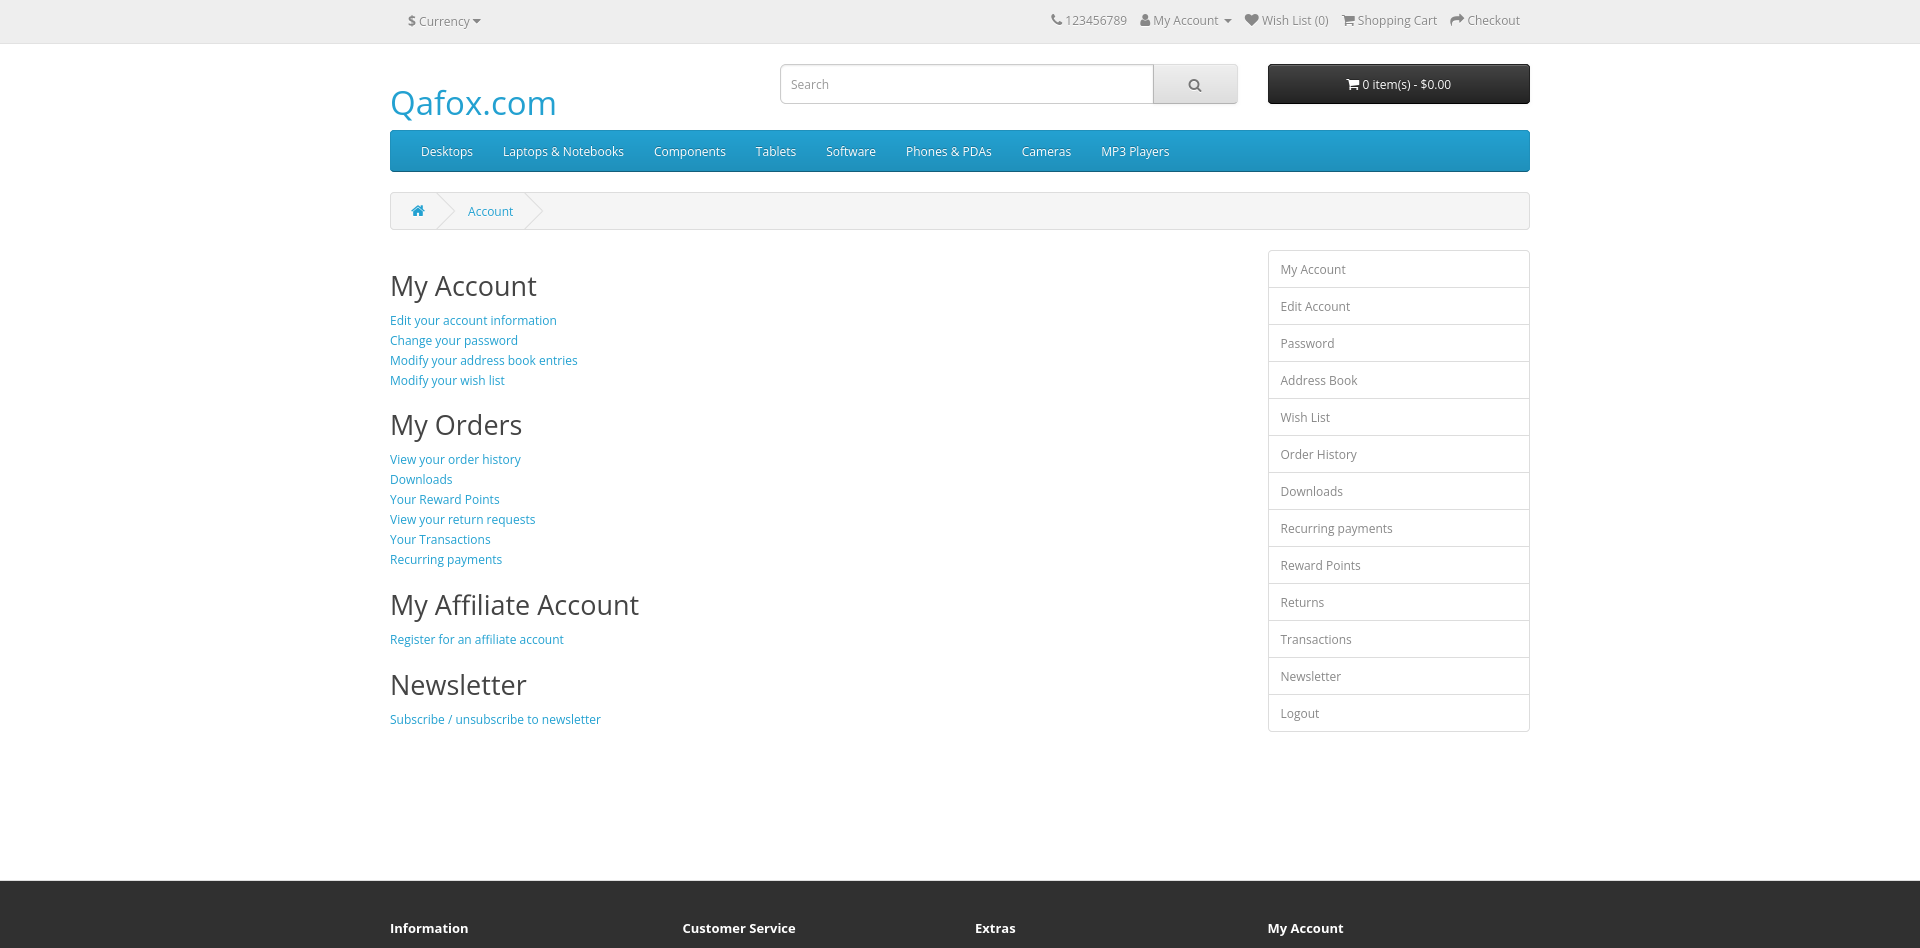 $ Currency
123456789 My Account Wish List (0) Shopping Cart Checkout
Qafox.com
Search
0 item(s) - $0.00
Desktops Laptops & Notebooks Components Tablets Software Phones & PDAs Cameras MP3 Players
Account
My Account
Edit your account information
Change your password
Modify your address book entries
Modify your wish list
My Orders
View your order history
Downloads
Your Reward Points
View your return requests
Your Transactions
Recurring payments
My Affiliate Account
Register for an affiliate account
Newsletter
Subscribe / unsubscribe to newsletter
My Account
Edit Account
Password
Address Book
Wish List
Order History
Downloads
Recurring payments
Reward Points
Returns
Transactions
Newsletter
Logout
Information Customer Service Extras My Account